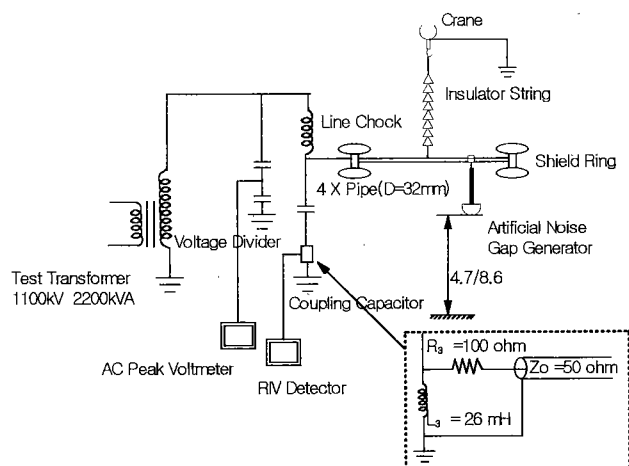 Crane
Insulator String
Line Chock
Shield Ring
4 X Pipe(D=32mm)
Artificial Noise
Gap Generator
Voltage Divider
4.7/8.6
Test Transformer
1100kV 2200kVA
Coupling Capacitor
AC Peak Voltmeter
RIV Detector
R₃ =100 ohm
Zo =50 ohm
L₃ = 26 mH